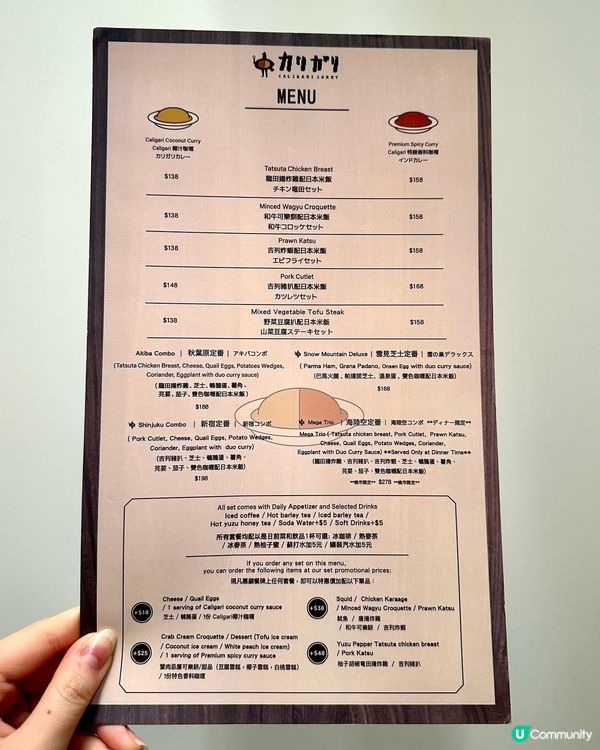 カリガリ
CALIGARI CURRY
MENU
Caligari Coconut Curry
Caligari 椰汁咖喱
カリガリカレー
Premium Spicy Curry
Caligari 特級香料咖喱
インドカレー
Tatsuta Chicken Breast
$138 龍田揚炸雞配日本米飯 $158
チキン竜田セット
Minced Wagyu Croquette
$138 和牛可樂餅配日本米飯 $158
和牛コロッケセット
Prawn Katsu
$138 吉列炸蝦配日本米飯 $158
エビフライセット
Pork Cutlet
$148 吉列豬扒配日本米飯 $168
カツレツセット
Mixed Vegetable Tofu Steak
$138 野菜豆腐扒配日本米飯 $158
山菜豆腐ステーキセット
Akiba Combo | 秋葉原定番 | アキバコンボ
(Tatsuta Chicken Breast, Cheese, Quail Eggs, Potatoes Wedges,
Coriander, Eggplant with duo curry sauce)
(龍田揚炸雞、芝士、鵪鶉蛋、薯角、
芫荽、茄子、雙色咖喱配日本米飯)
$188
Snow Mountain Deluxe | 雪見芝士定番 | 雪の巣デラックス
( Parma Ham, Grana Padano, Onsen Egg with duo curry sauce)
(巴馬火腿、帕達諾芝士、溫泉蛋、雙色咖喱配日本米飯)
$168
Shinjuku Combo | 新宿定番 | 新宿コンボ
( Pork Cutlet, Cheese, Quail Eggs, Potato Wedges,
Coriander, Eggplant with duo curry)
(吉列豬扒、芝士、鵪鶉蛋、薯角、
芫荽、茄子、雙色咖喱配日本米飯)
$198
Mega Trio | 海陸空定番 | 海陸空コンボ **ディナー限定**
Mega Trio ( Tatsuta chicken breast, Pork Cutlet, Prawn Katsu,
Cheese, Quail Eggs, Potato Wedges, Coriander,
Eggplant with Duo Curry Sauce) **Served Only at Dinner Time**
(龍田揚炸雞、吉列豬扒、吉列炸蝦、芝士、鵪鶉蛋、薯角、
芫荽、茄子、雙色咖喱配日本米飯)
**晚市限定** $278 **晚市限定**
All set comes with Daily Appetizer and Selected Drinks
Iced coffee / Hot barley tea / Iced barley tea /
Hot yuzu honey tea / Soda Water+$5 / Soft Drinks+$5
所有套餐均配以是日前菜和飲品1杯可選: 冰咖啡 / 熱麥茶
/ 冰麥茶 / 熱柚子蜜 / 蘇打水加5元 / 罐裝汽水加5元
If you order any set on this menu,
you can order the following items at our set promotional prices:
現凡惠顧餐牌上任何套餐，即可以特惠價加配以下單品：
+$18
Cheese / Quail Eggs
/ 1 serving of Caligari coconut curry sauce
芝士 / 鵪鶉蛋 / 1份 Caligari椰汁咖喱
+$38
Squid / Chicken Karaage
/ Minced Wagyu Croquette / Prawn Katsu
魷魚 / 唐揚炸雞
/ 和牛可樂餅 / 吉列炸蝦
+$25
Crab Cream Croquette / Dessert (Tofu ice cream
/ Coconut ice cream / White peach ice cream)
/ 1 serving of Premium spicy curry sauce
蟹肉忌廉可樂餅/甜品 (豆腐雪糕・椰子雪糕・白桃雪糕)
/ 1份特色香料咖喱
+$48
Yuzu Pepper Tatsuta chicken breast
/ Pork Katsu
柚子胡椒龍田揚炸雞 / 吉列豬扒
U Community